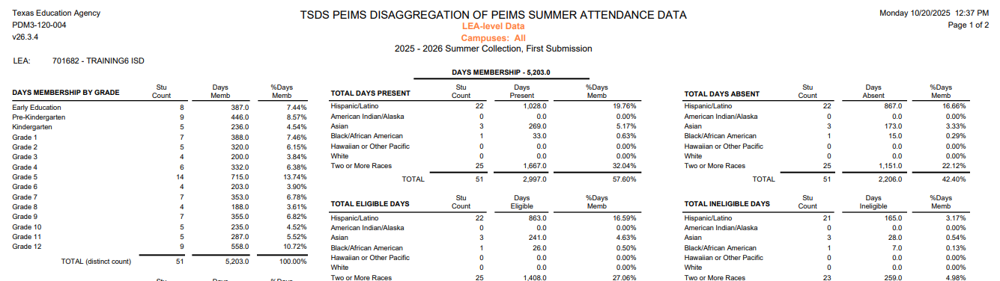 Texas Education Agency
PDM3-120-004
v26.3.4
TSDS PEIMS DISAGGREGATION OF PEIMS SUMMER ATTENDANCE DATA
LEA-level Data
Campuses: All
2025 - 2026 Summer Collection, First Submission
Monday 10/20/2025 12:37 PM
Page 1 of 2
LEA: 701682 - TRAINING6 ISD
DAYS MEMBERSHIP - 5,203.0
DAYS MEMBERSHIP BY GRADE Stu Count Days Memb %Days Memb
Early Education 8 387.0 7.44%
Pre-Kindergarten 9 446.0 8.57%
Kindergarten 5 236.0 4.54%
Grade 1 7 388.0 7.46%
Grade 2 5 320.0 6.15%
Grade 3 4 200.0 3.84%
Grade 4 6 332.0 6.38%
Grade 5 14 715.0 13.74%
Grade 6 4 203.0 3.90%
Grade 7 7 353.0 6.78%
Grade 8 4 188.0 3.61%
Grade 9 7 355.0 6.82%
Grade 10 5 235.0 4.52%
Grade 11 5 287.0 5.52%
Grade 12 9 558.0 10.72%
TOTAL (distinct count) 51 5,203.0 100.00%
TOTAL DAYS PRESENT Stu Count Days Present %Days Memb
Hispanic/Latino 22 1,028.0 19.76%
American Indian/Alaska 0 0.0 0.00%
Asian 3 269.0 5.17%
Black/African American 1 33.0 0.63%
Hawaiian or Other Pacific 0 0.0 0.00%
White 0 0.0 0.00%
Two or More Races 25 1,667.0 32.04%
TOTAL 51 2,997.0 57.60%
TOTAL DAYS ABSENT Stu Count Days Absent %Days Memb
Hispanic/Latino 22 867.0 16.66%
American Indian/Alaska 0 0.0 0.00%
Asian 3 173.0 3.33%
Black/African American 1 15.0 0.29%
Hawaiian or Other Pacific 0 0.0 0.00%
White 0 0.0 0.00%
Two or More Races 25 1,151.0 22.12%
TOTAL 51 2,206.0 42.40%
TOTAL ELIGIBLE DAYS Stu Count Days Eligible %Days Memb
Hispanic/Latino 22 863.0 16.59%
American Indian/Alaska 0 0.0 0.00%
Asian 3 241.0 4.63%
Black/African American 1 26.0 0.50%
Hawaiian or Other Pacific 0 0.0 0.00%
White 0 0.0 0.00%
Two or More Races 25 1,408.0 27.06%
TOTAL INELIGIBLE DAYS Stu Count Days Ineligible %Days Memb
Hispanic/Latino 21 165.0 3.17%
American Indian/Alaska 0 0.0 0.00%
Asian 3 28.0 0.54%
Black/African American 1 7.0 0.13%
Hawaiian or Other Pacific 0 0.0 0.00%
White 0 0.0 0.00%
Two or More Races 23 259.0 4.98%